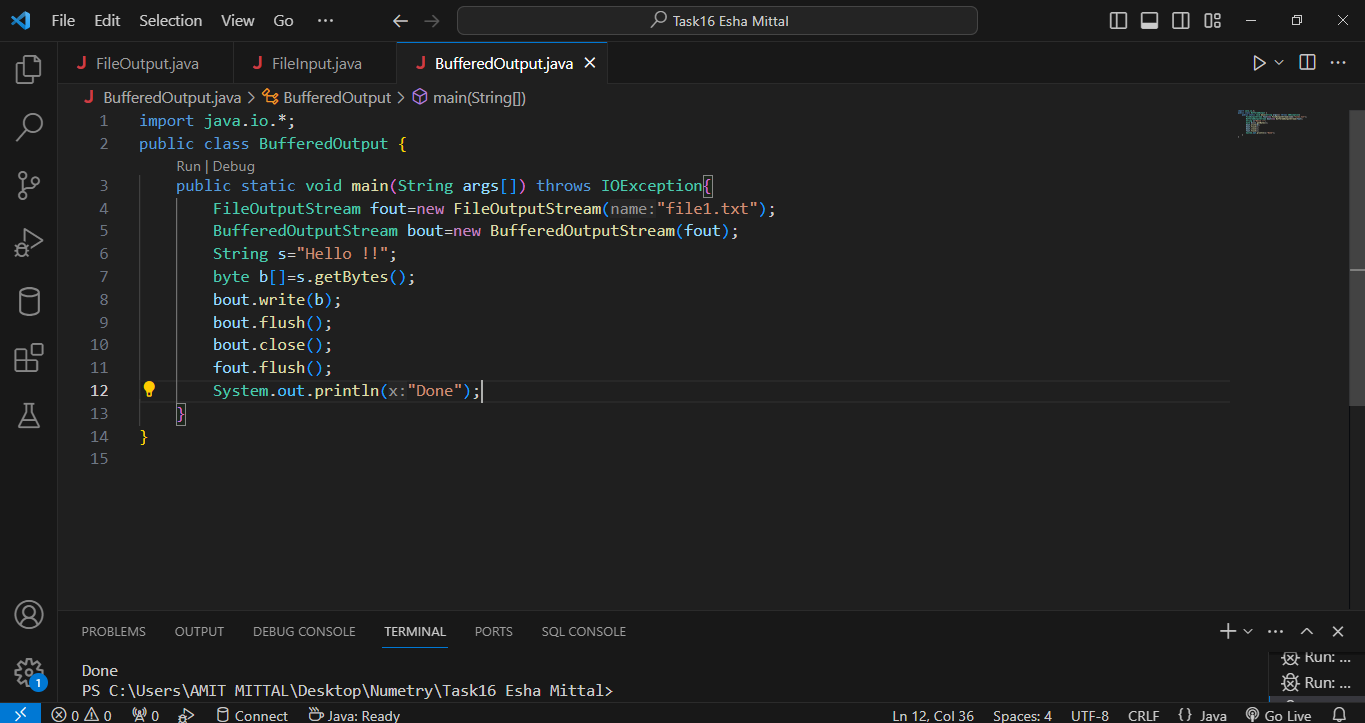 File Edit Selection View Go ··· Task16 Esha Mittal
J FileOutput.java J FileInput.java J BufferedOutput.java
J BufferedOutput.java > BufferedOutput > main(String[])
1 import java.io.*;
2 public class BufferedOutput {
Run | Debug
3 public static void main(String args[]) throws IOException{
4 FileOutputStream fout=new FileOutputStream(name:"file1.txt");
5 BufferedOutputStream bout=new BufferedOutputStream(fout);
6 String s="Hello !!";
7 byte b[]=s.getBytes();
8 bout.write(b);
9 bout.flush();
10 bout.close();
11 fout.flush();
12 System.out.println(x:"Done");
13 }
14 }
15
PROBLEMS OUTPUT DEBUG CONSOLE TERMINAL PORTS SQL CONSOLE
Done
PS C:\Users\AMIT MITTAL\Desktop\Numetry\Task16 Esha Mittal>
Run: ...
Run: ...
1
0 0 0 Connect Java: Ready Ln 12, Col 36 Spaces: 4 UTF-8 CRLF {} Java Go Live